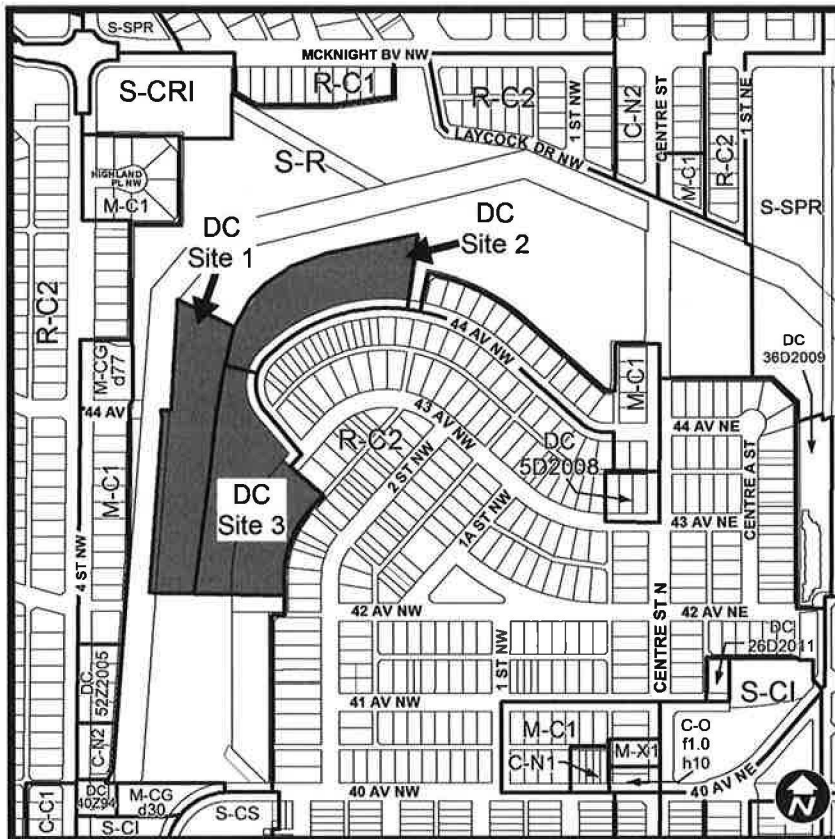 S-SPR
MCKNIGHT BV NW
S-CRI
R-C1
R-C2
1 ST NW
C-N2
CENTRE ST
1 ST NE
LAYCOCK DR NW
M-C1
R-C2
S-R
HIGHLAND
PL NW
M-C1
S-SPR
DC
Site 1
DC
Site 2
R-C2
44 AV NW
DC
36D2009
M-CG
d77
M-C1
44 AV
43 AV NW
44 AV NE
R-C2
2 ST NW
DC
5D2008
CENTRE A ST
DC
Site 3
M-C1
1A ST NW
43 AV NE
4 ST NW
42 AV NW
42 AV NE
DC
26D2011
CENTRE ST N
DC
52Z2005
1 ST NW
S-CI
41 AV NW
M-C1
C-O
f1.0
h10
C-N2
C-N1
M-X1
40 AV NE
C-C1
DC
40Z94
M-CG
d30
40 AV NW
S-CI
S-CS
N